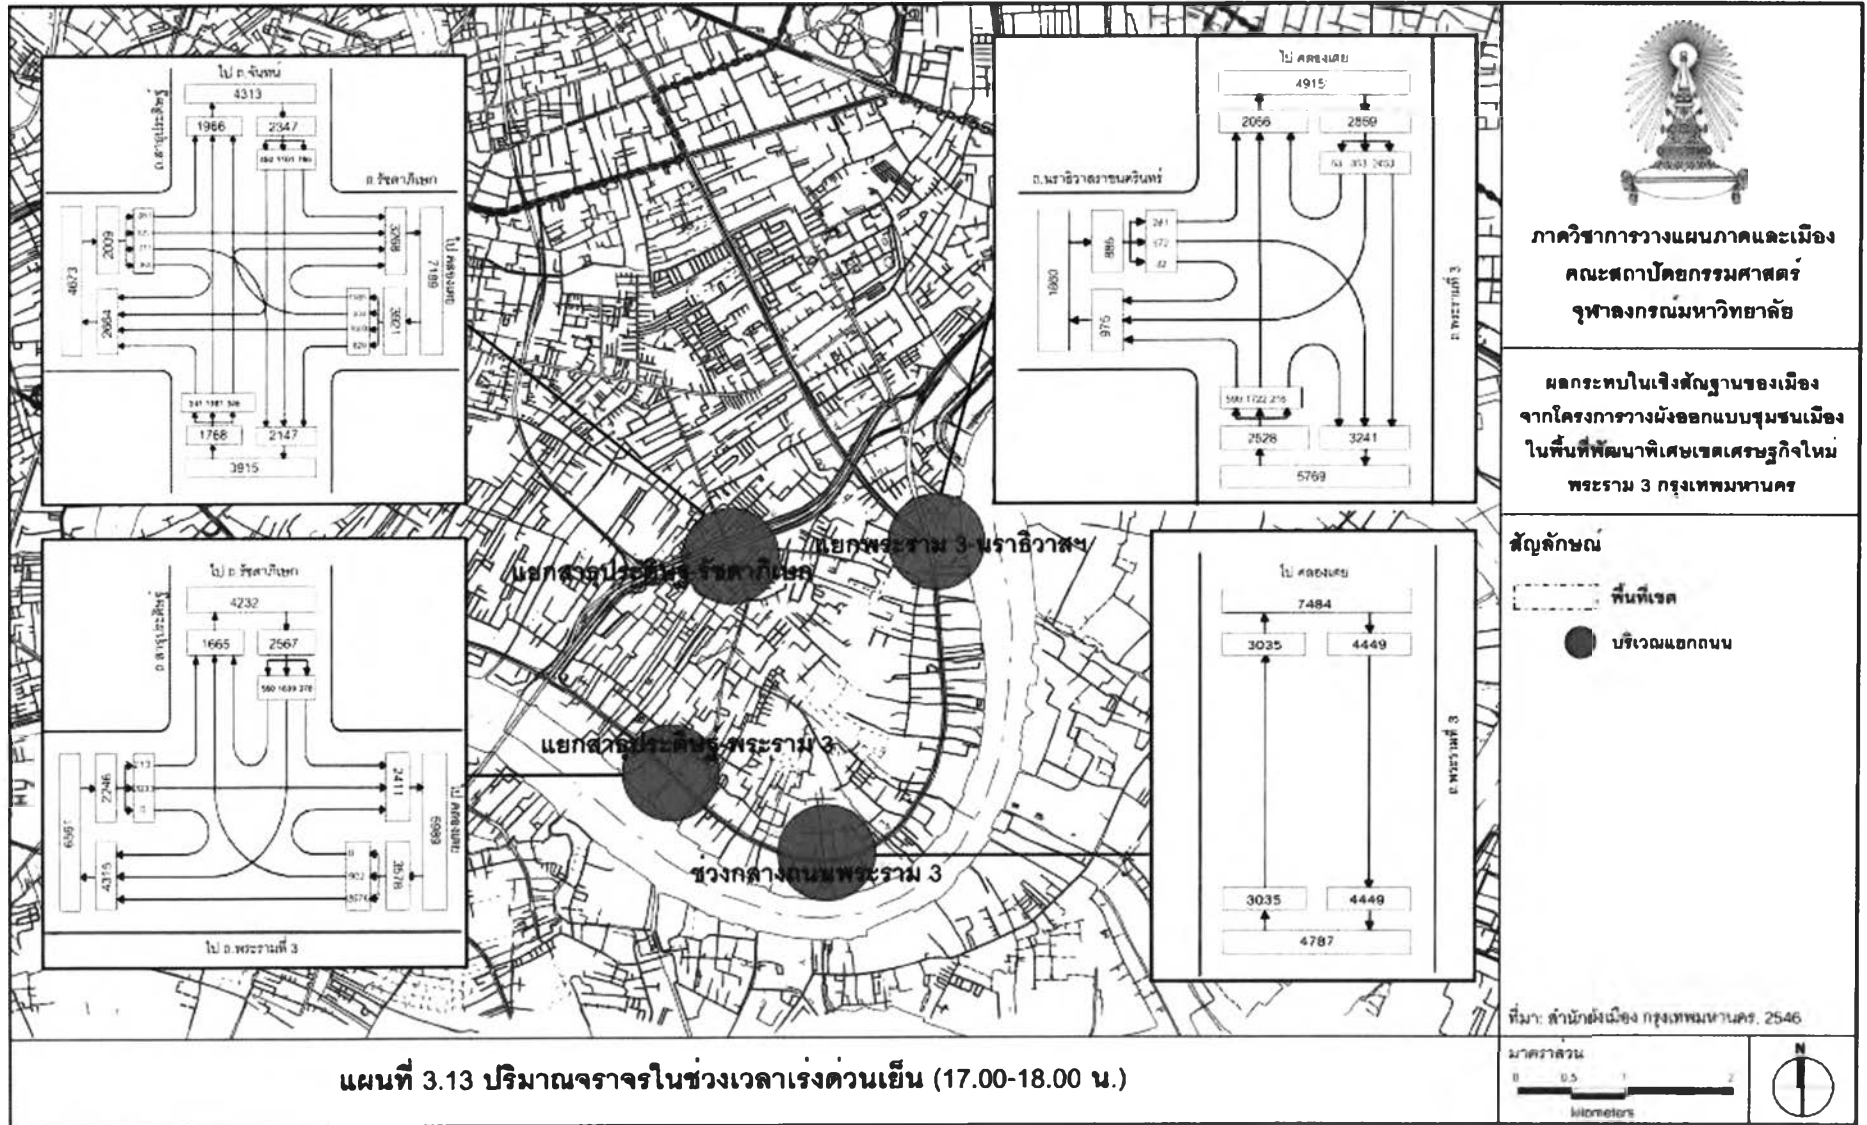 ไป ถ.จันทน์
4313
ถ.สาธุประดิษฐ์
1966
2347
ถ.รัชดาภิเษก
4673
2009
3268
7189
ไป คลองเตย
2664
3921
1768
2147
3915
ไป คลองเตย
4915
2066
2869
ถ.นราธิวาสราชนครินทร์
1860
886
241
572
975
ถ.พระรามที่ 3
2528
3241
5769
แยกพระราม 3-นราธิวาสฯ
แยกสาธุประดิษฐ์-รัชดาภิเษก
ไป ถ.รัชดาภิเษก
4232
ถ.สาธุประดิษฐ์
1665
2567
6561
2246
2411
5989
ไป คลองเตย
4315
902
3578
ไป ถ.พระรามที่ 3
แยกสาธุประดิษฐ์-พระราม 3
ช่วงกลางถนนพระราม 3
ไป คลองเตย
7484
3035
4449
ถ.พระรามที่ 3
3035
4449
4787
ภาควิชาการวางแผนภาคและเมือง
คณะสถาปัตยกรรมศาสตร์
จุฬาลงกรณ์มหาวิทยาลัย
ผลกระทบในเชิงสัณฐานของเมือง
จากโครงการวางผังออกแบบชุมชนเมือง
ในพื้นที่พัฒนาพิเศษเขตเศรษฐกิจใหม่
พระราม 3 กรุงเทพมหานคร
สัญลักษณ์
พื้นที่เขต
บริเวณแยกถนน
ที่มา: สำนักผังเมือง กรุงเทพมหานคร, 2546
แผนที่ 3.13 ปริมาณจราจรในช่วงเวลาเร่งด่วนเย็น (17.00-18.00 น.)
มาตราส่วน
0 0.5 1 2
kilometers
N